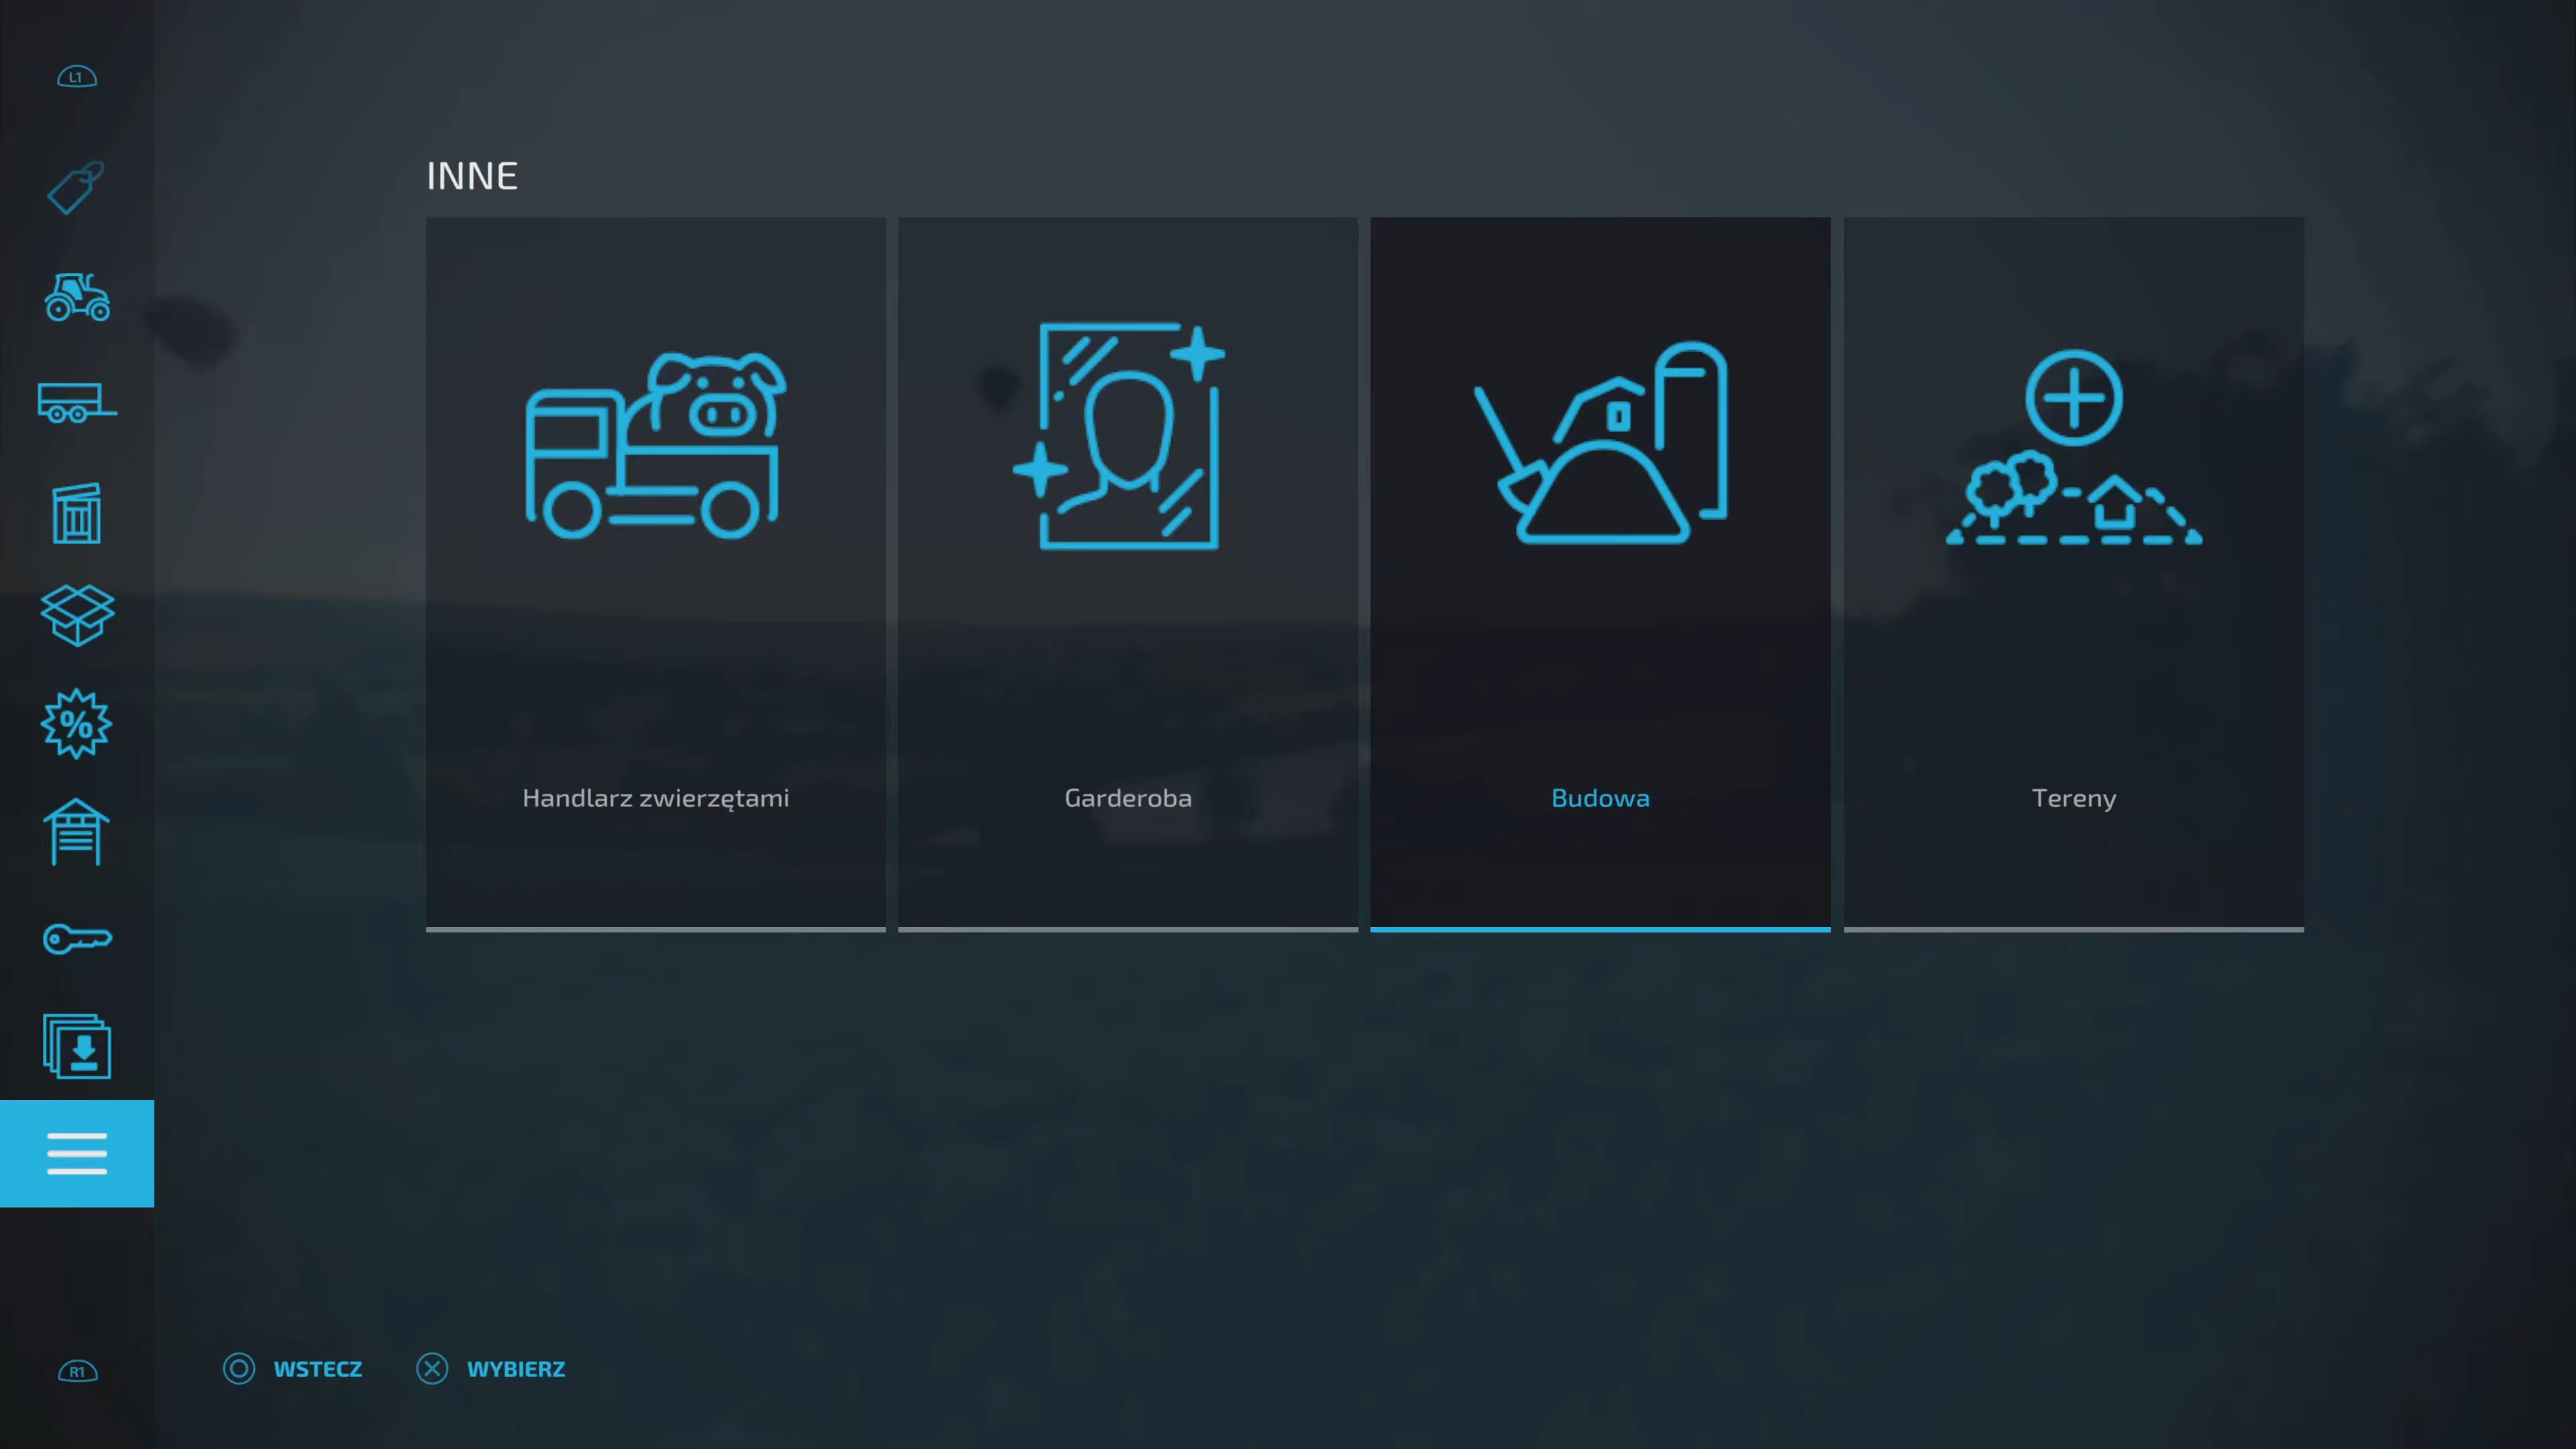 L1
INNE
Handlarz zwierzętami
Garderoba
Budowa
Tereny
%
R1
WSTECZ
WYBIERZ